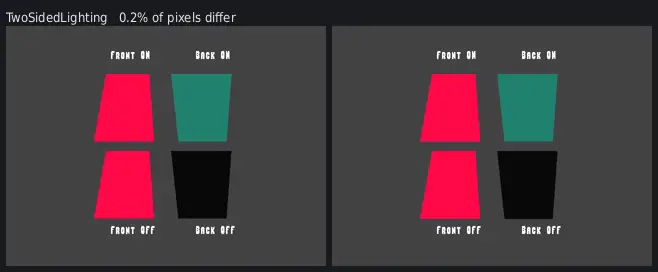 TwoSidedLighting 0.2% of pixels differ
Front ON Back ON Front ON Back ON
Front Off Back Off Front Off Back Off